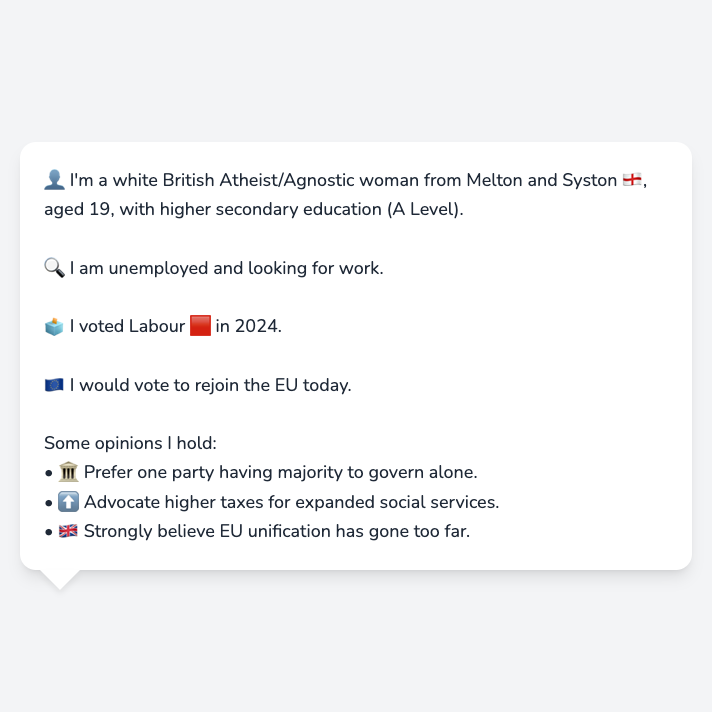 👤 I'm a white British Atheist/Agnostic woman from Melton and Syston 🏴󠁧󠁢󠁥󠁮󠁧󠁿,
aged 19, with higher secondary education (A Level).
🔍 I am unemployed and looking for work.
🗳️ I voted Labour 🟥 in 2024.
🇪🇺 I would vote to rejoin the EU today.
Some opinions I hold:
• 🏛️ Prefer one party having majority to govern alone.
• ⬆️ Advocate higher taxes for expanded social services.
• 🇬🇧 Strongly believe EU unification has gone too far.